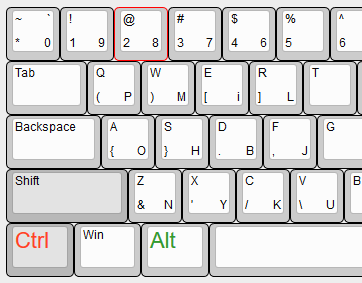 ~ ` ! @ # $ % ^
* 0 1 9 2 8 3 7 4 6 5 6
Tab Q W E R T
( P ) M [ i ] L
Backspace A S D F G
{ O } H . B , J
Shift Z X C V B
& N ' Y / K \ U
Ctrl Win Alt